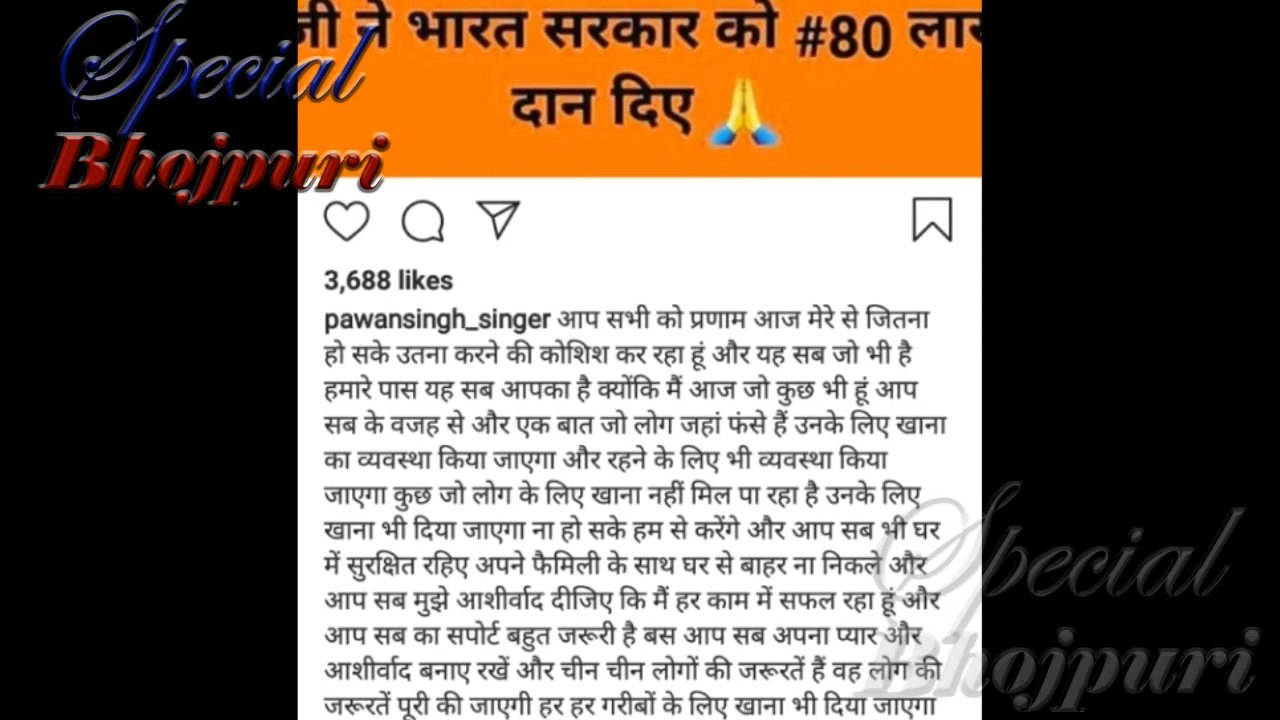 Special
Bhojpuri
जी ने भारत सरकार को #80 लाख
दान दिए 🙏
3,688 likes
pawansingh_singer आप सभी को प्रणाम आज मेरे से जितना
हो सके उतना करने की कोशिश कर रहा हूं और यह सब जो भी है
हमारे पास यह सब आपका है क्योंकि मैं आज जो कुछ भी हूं आप
सब के वजह से और एक बात जो लोग जहां फंसे हैं उनके लिए खाना
का व्यवस्था किया जाएगा और रहने के लिए भी व्यवस्था किया
जाएगा कुछ जो लोग के लिए खाना नहीं मिल पा रहा है उनके लिए
खाना भी दिया जाएगा ना हो सके हम से करेंगे और आप सब भी घर
में सुरक्षित रहिए अपने फैमिली के साथ घर से बाहर ना निकले और
आप सब मुझे आशीर्वाद दीजिए कि मैं हर काम में सफल रहा हूं और
आप सब का सपोर्ट बहुत जरूरी है बस आप सब अपना प्यार और
आशीर्वाद बनाए रखें और चीन चीन लोगों की जरूरतें हैं वह लोग की
जरूरतें पूरी की जाएगी हर हर गरीबों के लिए खाना भी दिया जाएगा
Special
Bhojpuri